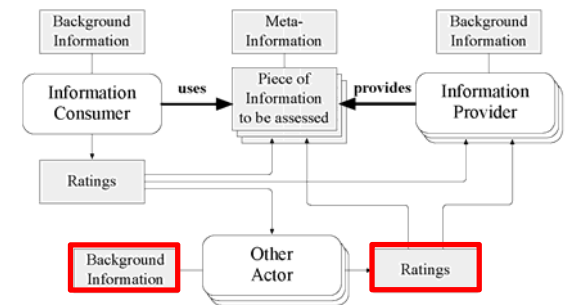 Background
Information
Meta-
Information
Background
Information
Information
Consumer
uses
Piece of
Information
to be assessed
provides
Information
Provider
Ratings
Background
Information
Other
Actor
Ratings